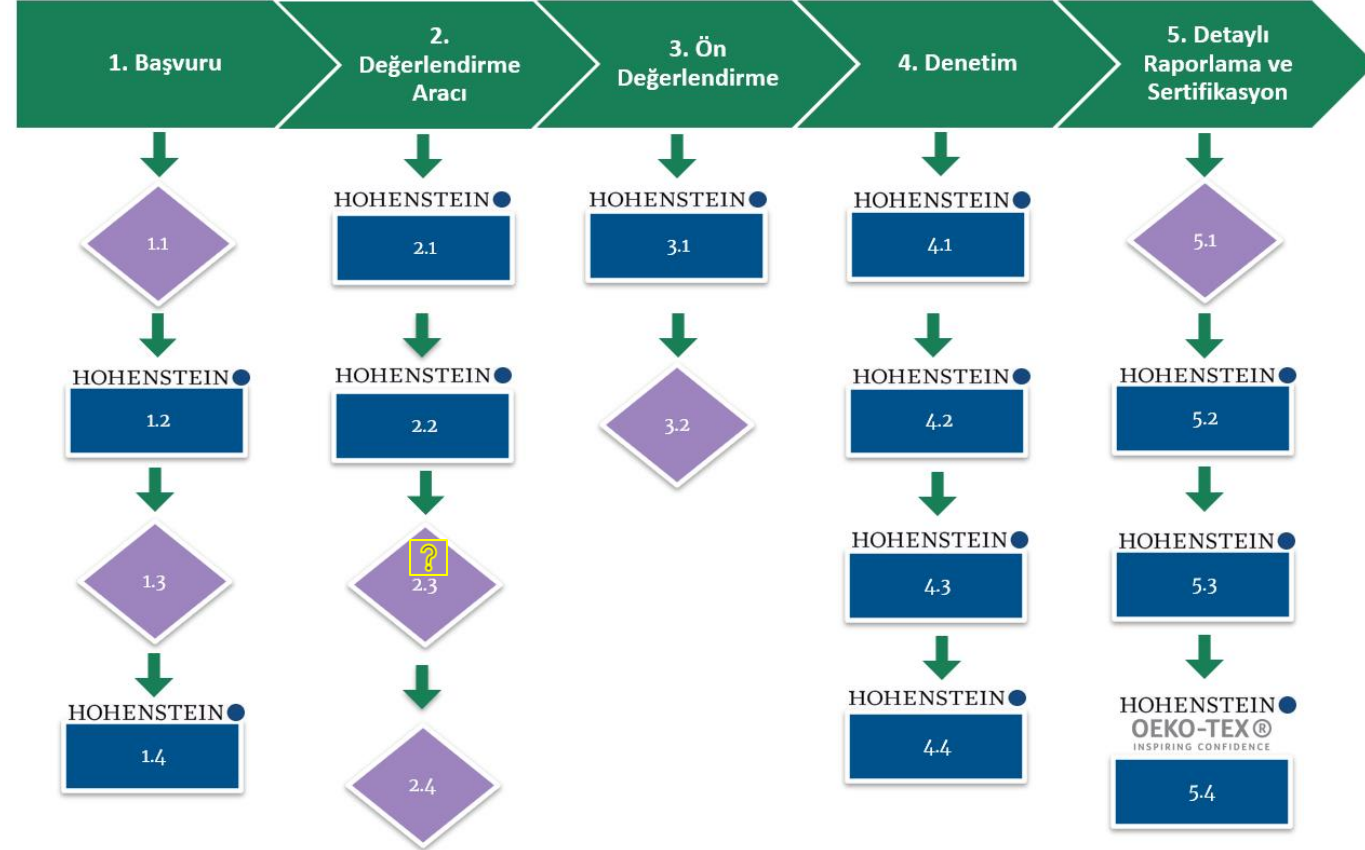 1. Başvuru
2.
Değerlendirme
Aracı
3. Ön
Değerlendirme
4. Denetim
5. Detaylı
Raporlama ve
Sertifikasyon
1.1
HOHENSTEIN
1.2
1.3
HOHENSTEIN
1.4
HOHENSTEIN
2.1
HOHENSTEIN
2.2
?
2.3
2.4
HOHENSTEIN
3.1
3.2
HOHENSTEIN
4.1
HOHENSTEIN
4.2
HOHENSTEIN
4.3
HOHENSTEIN
4.4
5.1
HOHENSTEIN
5.2
HOHENSTEIN
5.3
HOHENSTEIN
OEKO-TEX®
INSPIRING CONFIDENCE
5.4